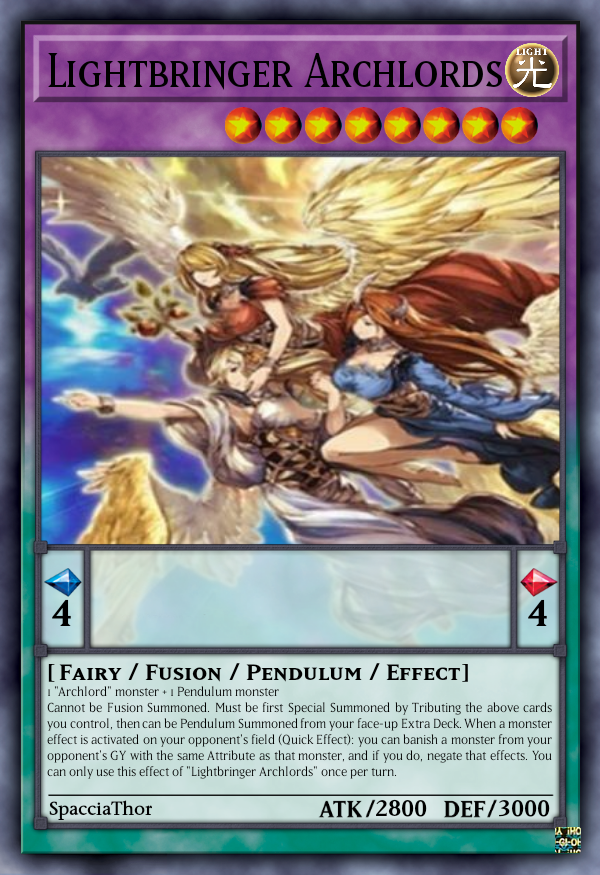 Lightbringer Archlords
LIGHT
光
4
4
[ Fairy / Fusion / Pendulum / Effect]
1 "Archlord" monster + 1 Pendulum monster
Cannot be Fusion Summoned. Must be first Special Summoned by Tributing the above cards
you control, then can be Pendulum Summoned from your face-up Extra Deck. When a monster
effect is activated on your opponent's field (Quick Effect): you can banish a monster from your
opponent's GY with the same Attribute as that monster, and if you do, negate that effects. You
can only use this effect of "Lightbringer Archlords" once per turn.
SpacciaThor
ATK/2800 DEF/3000